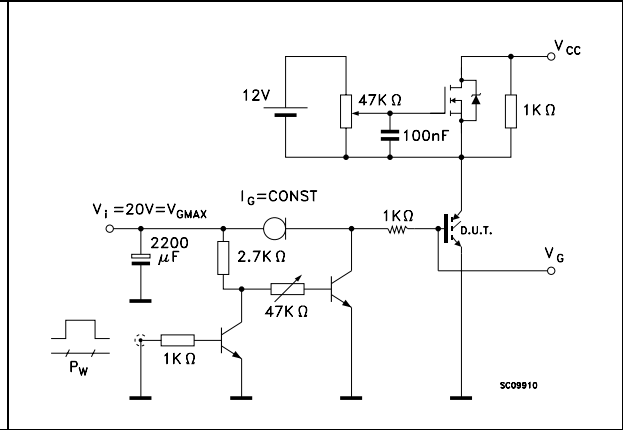 V CC
12V
47K Ω
1K Ω
100nF
I G =CONST
V i =20V=V GMAX
1K Ω
D.U.T.
2200
μF
2.7K Ω
V G
47K Ω
1K Ω
P W
SC09910